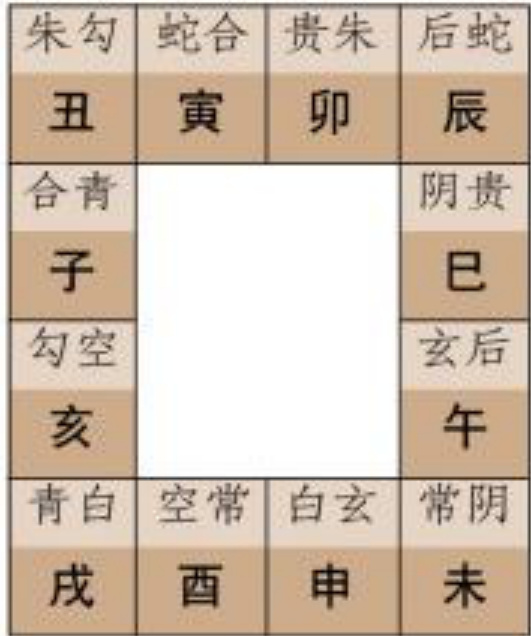 朱勾 蛇合 贵朱 后蛇
丑 寅 卯 辰
合青 阴贵
子 巳
勾空 玄后
亥 午
青白 空常 白玄 常阴
戌 酉 申 未